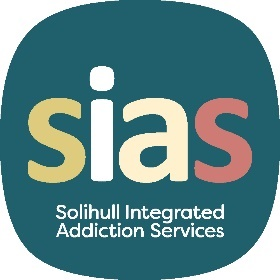 sias
Solihull Integrated
Addiction Services